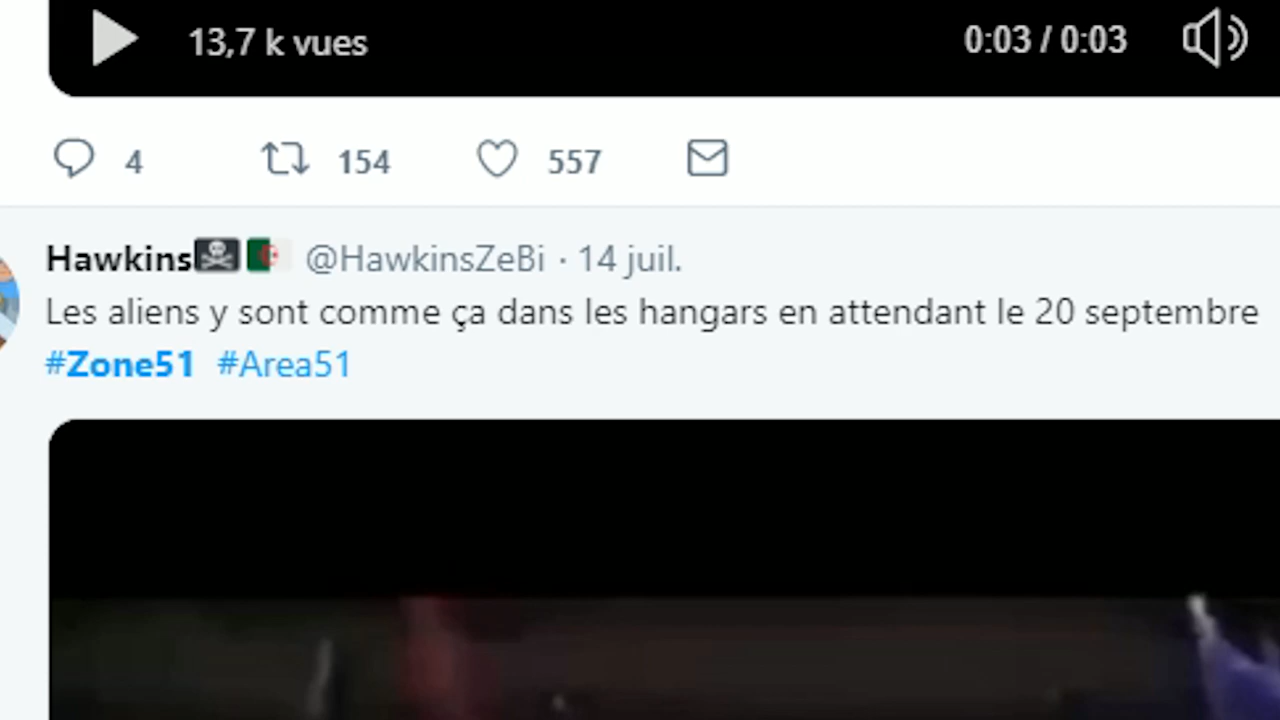 13,7 k vues 0:03 / 0:03
4 154 557
Hawkins🏴‍☠️🇩🇿 @HawkinsZeBi · 14 juil.
Les aliens y sont comme ça dans les hangars en attendant le 20 septembre
#Zone51 #Area51